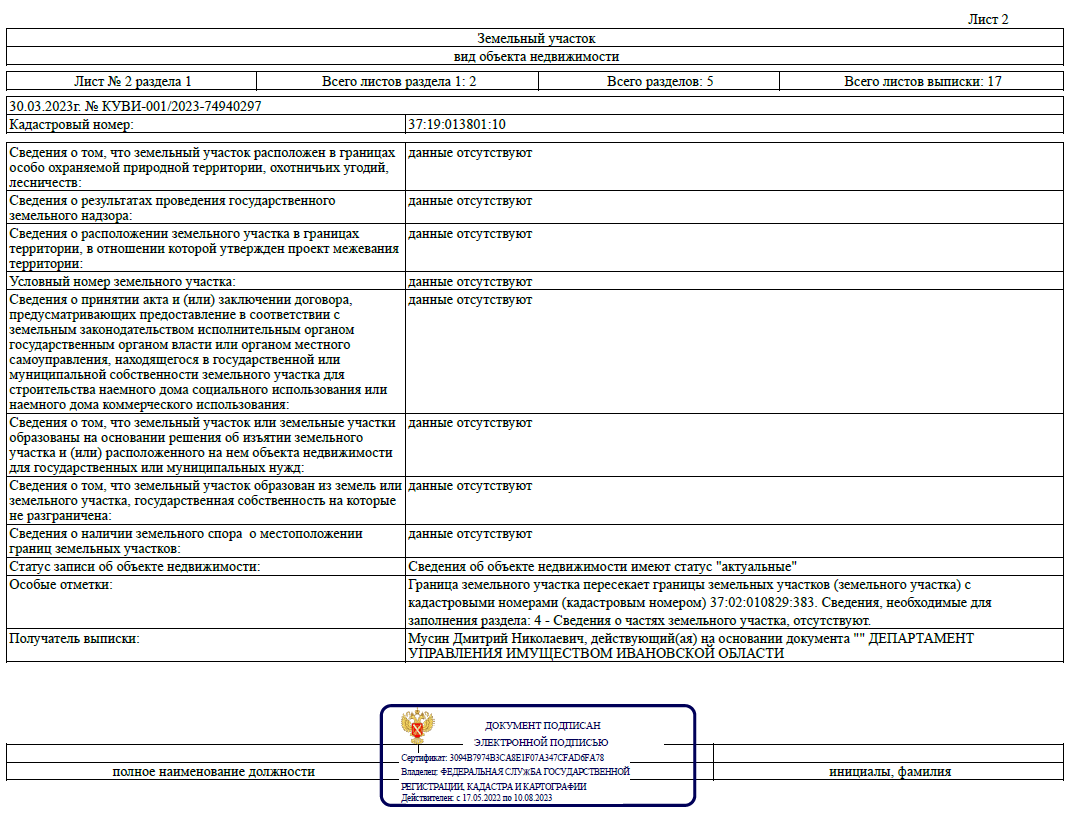 Лист 2
Земельный участок
вид объекта недвижимости
Лист № 2 раздела 1
Всего листов раздела 1: 2
Всего разделов: 5
Всего листов выписки: 17
30.03.2023г. № КУВИ-001/2023-74940297
Кадастровый номер:
37:19:013801:10
Сведения о том, что земельный участок расположен в границах
особо охраняемой природной территории, охотничьих угодий,
лесничеств:
данные отсутствуют
Сведения о результатах проведения государственного
земельного надзора:
данные отсутствуют
Сведения о расположении земельного участка в границах
территории, в отношении которой утвержден проект межевания
территории:
данные отсутствуют
Условный номер земельного участка:
данные отсутствуют
Сведения о принятии акта и (или) заключении договора,
предусматривающих предоставление в соответствии с
земельным законодательством исполнительным органом
государственным органом власти или органом местного
самоуправления, находящегося в государственной или
муниципальной собственности земельного участка для
строительства наемного дома социального использования или
наемного дома коммерческого использования:
данные отсутствуют
Сведения о том, что земельный участок или земельные участки
образованы на основании решения об изъятии земельного
участка и (или) расположенного на нем объекта недвижимости
для государственных или муниципальных нужд:
данные отсутствуют
Сведения о том, что земельный участок образован из земель или
земельного участка, государственная собственность на которые
не разграничена:
данные отсутствуют
Сведения о наличии земельного спора о местоположении
границ земельных участков:
данные отсутствуют
Статус записи об объекте недвижимости:
Сведения об объекте недвижимости имеют статус "актуальные"
Особые отметки:
Граница земельного участка пересекает границы земельных участков (земельного участка) с
кадастровыми номерами (кадастровым номером) 37:02:010829:383. Сведения, необходимые для
заполнения раздела: 4 - Сведения о частях земельного участка, отсутствуют.
Получатель выписки:
Мусин Дмитрий Николаевич, действующий(ая) на основании документа "" ДЕПАРТАМЕНТ
УПРАВЛЕНИЯ ИМУЩЕСТВОМ ИВАНОВСКОЙ ОБЛАСТИ
ДОКУМЕНТ ПОДПИСАН
ЭЛЕКТРОННОЙ ПОДПИСЬЮ
Сертификат: 3094B7974B3CA8E1F07A347CFAD6FA78
Владелец: ФЕДЕРАЛЬНАЯ СЛУЖБА ГОСУДАРСТВЕННОЙ
РЕГИСТРАЦИИ, КАДАСТРА И КАРТОГРАФИИ
Действителен: с 17.05.2022 по 10.08.2023
полное наименование должности
инициалы, фамилия